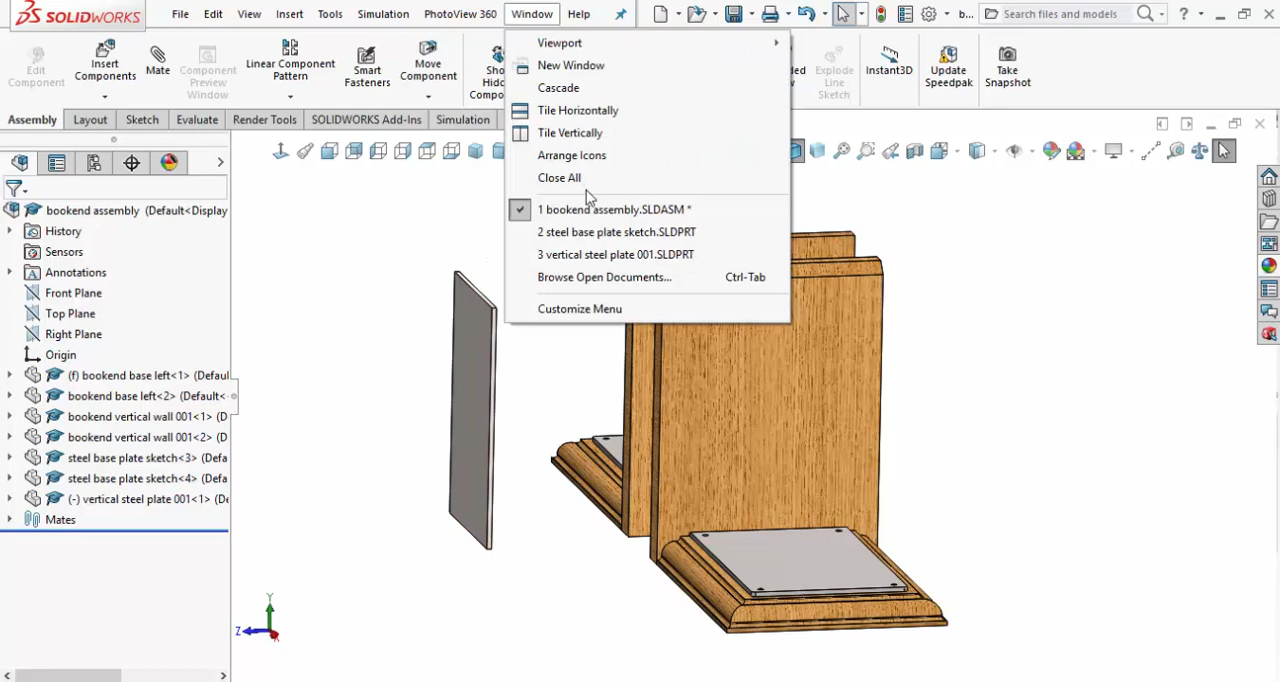 SOLIDWORKS
File Edit View Insert Tools Simulation PhotoView 360 Window Help
b...
Search files and models
?
Edit Component
Insert Components
Mate
Component Preview Window
Linear Component Pattern
Smart Fasteners
Move Component
Explode Line Sketch
Instant3D
Update Speedpak
Take Snapshot
Assembly Layout Sketch Evaluate Render Tools SOLIDWORKS Add-Ins Simulation
Viewport
New Window
Cascade
Tile Horizontally
Tile Vertically
Arrange Icons
Close All
1 bookend assembly.SLDASM *
2 steel base plate sketch.SLDPRT
3 vertical steel plate 001.SLDPRT
Browse Open Documents... Ctrl-Tab
Customize Menu
bookend assembly (Default<Display
History
Sensors
Annotations
Front Plane
Top Plane
Right Plane
Origin
(f) bookend base left<1> (Defaul
bookend base left<2> (Default<
bookend vertical wall 001<1> (D
bookend vertical wall 001<2> (D
steel base plate sketch<3> (Defa
steel base plate sketch<4> (Defa
(-) vertical steel plate 001<1> (De
Mates
Y
Z